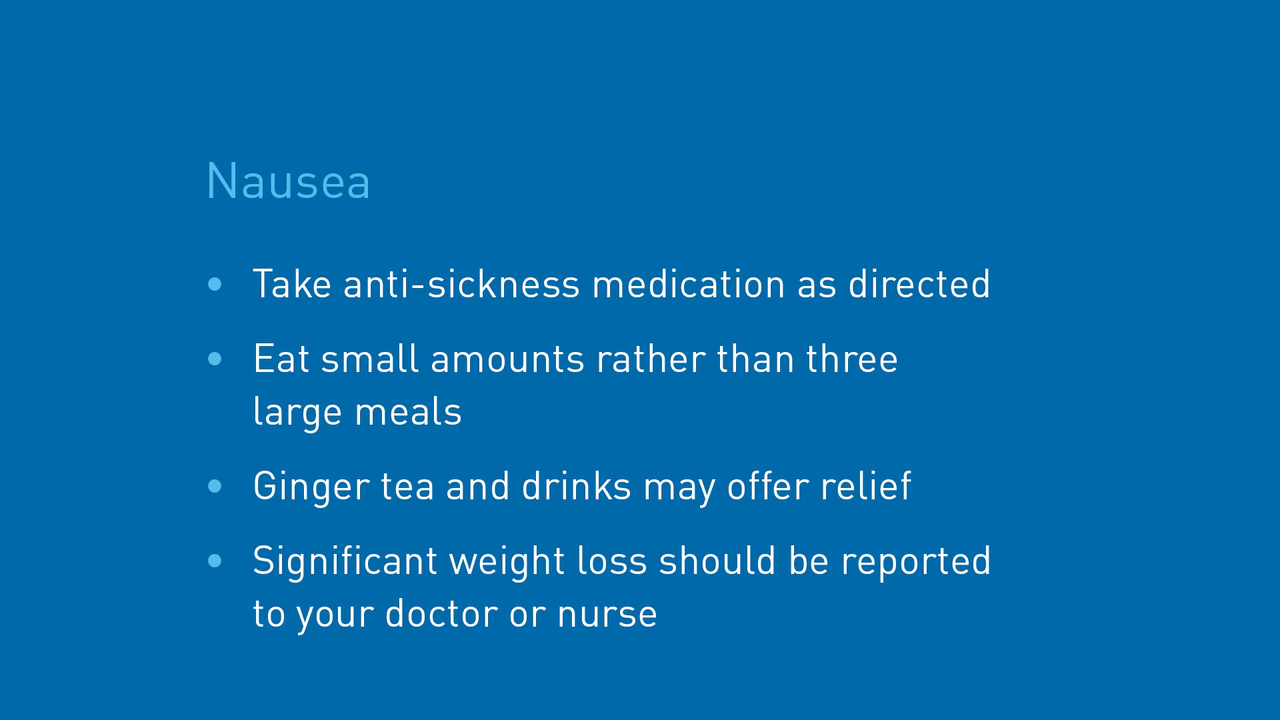 Nausea
• Take anti-sickness medication as directed
• Eat small amounts rather than three
large meals
• Ginger tea and drinks may offer relief
• Significant weight loss should be reported
to your doctor or nurse